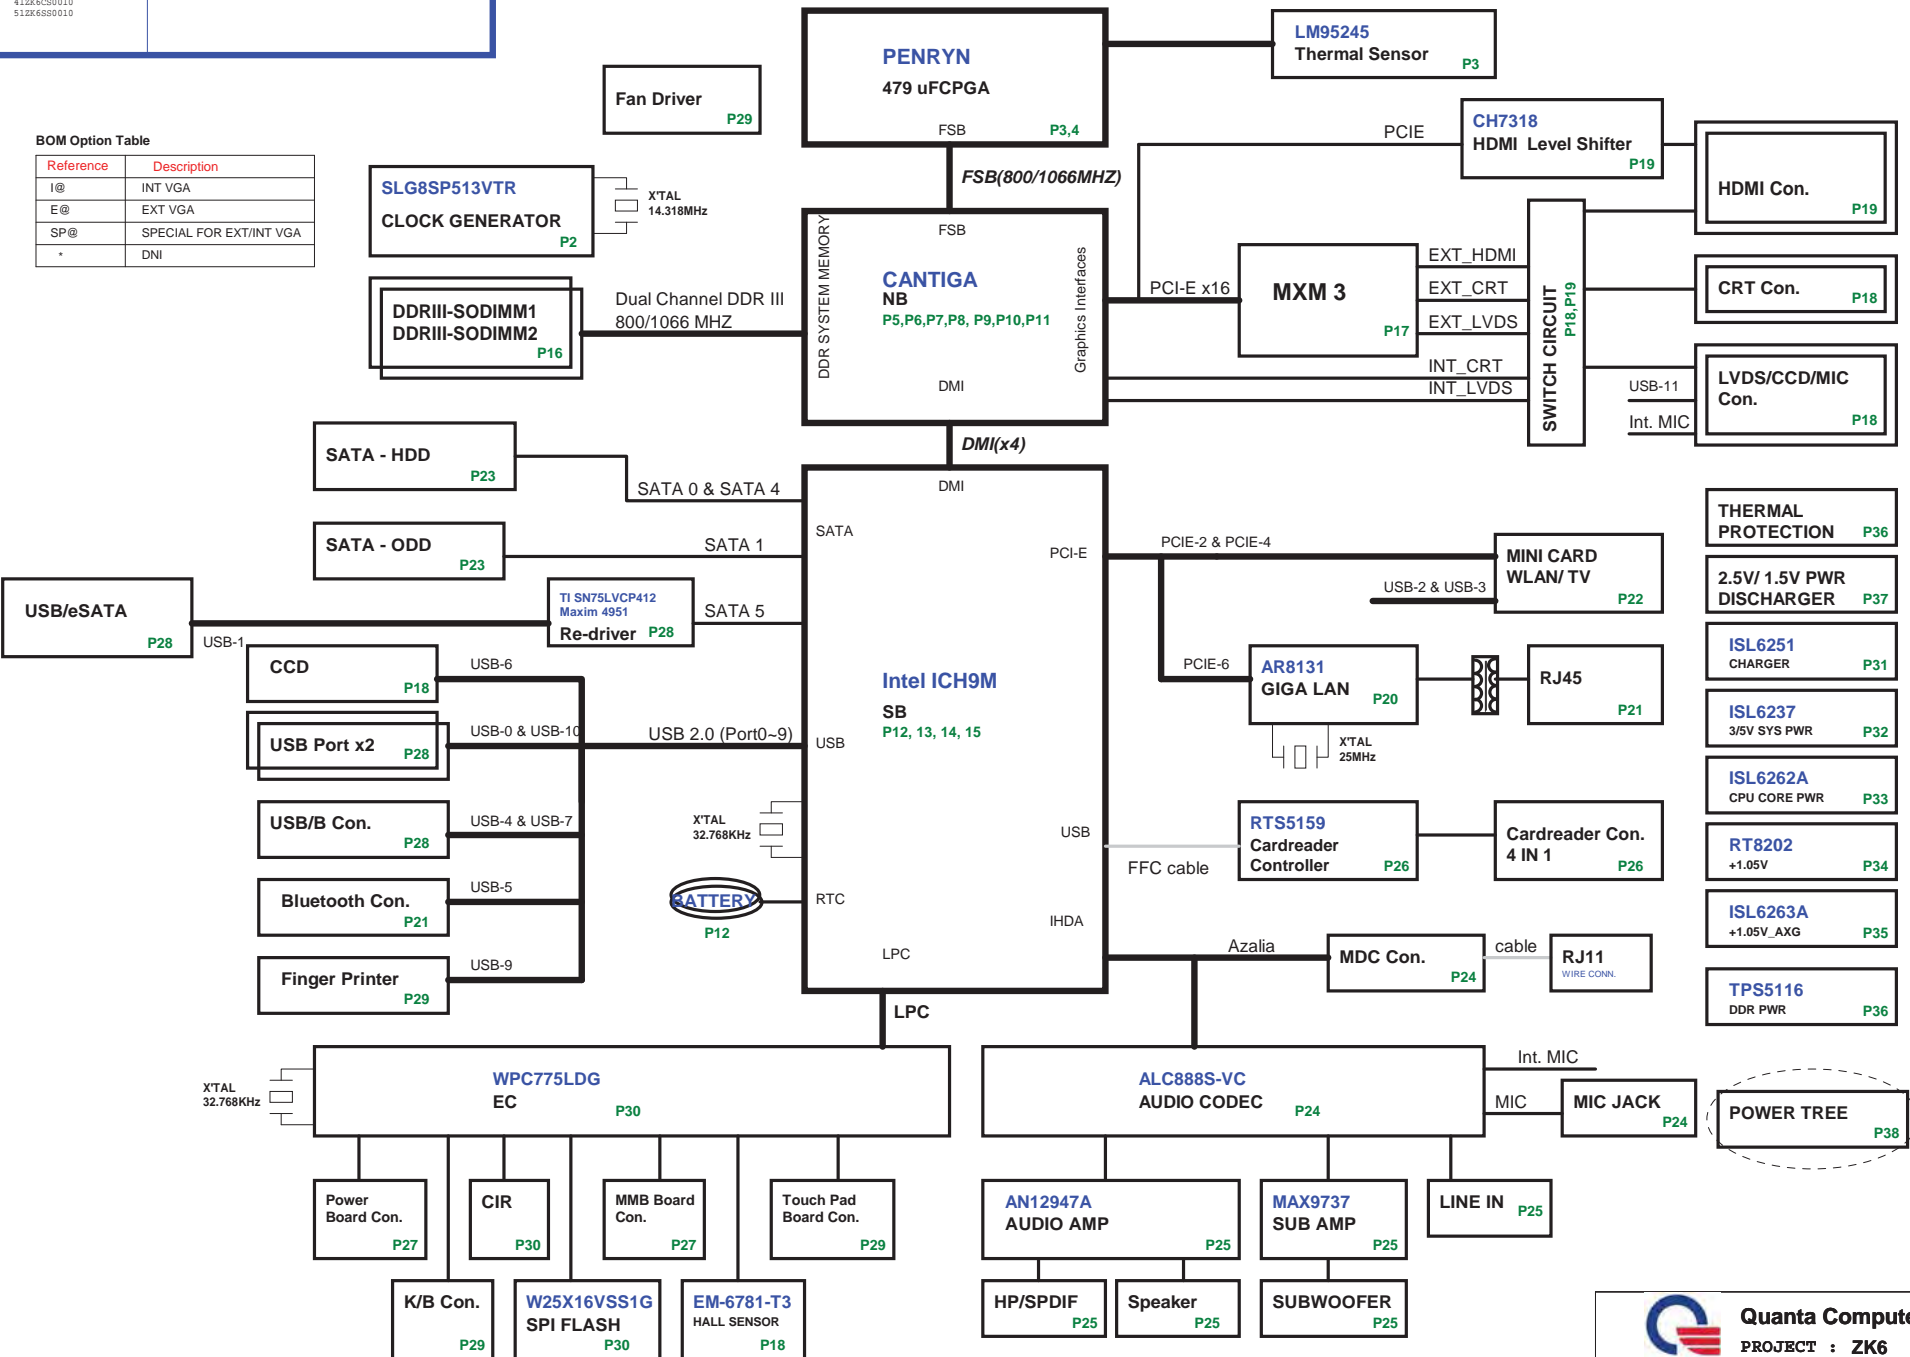 41ZK6CS0010
51ZK6SS0010
PENRYN
479 uFCPGA
FSB
P3,4
LM95245
Thermal Sensor
P3
Fan Driver
P29
BOM Option Table
Reference Description
I@ INT VGA
E@ EXT VGA
SP@ SPECIAL FOR EXT/INT VGA
* DNI
SLG8SP513VTR
CLOCK GENERATOR
P2
X'TAL
14.318MHz
FSB(800/1066MHZ)
PCIE
CH7318
HDMI Level Shifter
P19
HDMI Con.
P19
DDRIII-SODIMM1
DDRIII-SODIMM2
P16
Dual Channel DDR III
800/1066 MHZ
DDR SYSTEM MEMORY
FSB
CANTIGA
NB
P5,P6,P7,P8, P9,P10,P11
Graphics Interfaces
DMI
PCI-E x16
MXM 3
P17
EXT_HDMI
EXT_CRT
EXT_LVDS
INT_CRT
INT_LVDS
SWITCH CIRCUIT
P18,P19
CRT Con.
P18
USB-11
Int. MIC
LVDS/CCD/MIC
Con.
P18
DMI(x4)
SATA - HDD
P23
SATA 0 & SATA 4
SATA - ODD
P23
SATA 1
USB/eSATA
P28
USB-1
TI SN75LVCP412
Maxim 4951
Re-driver P28
SATA 5
CCD
P18
USB-6
USB Port x2
P28
USB-0 & USB-10
USB 2.0 (Port0~9)
USB/B Con.
P28
USB-4 & USB-7
Bluetooth Con.
P21
USB-5
Finger Printer
P29
USB-9
X'TAL
32.768KHz
BATTERY
P12
DMI
SATA
PCI-E
Intel ICH9M
SB
P12, 13, 14, 15
USB
USB
RTC
IHDA
LPC
LPC
PCIE-2 & PCIE-4
USB-2 & USB-3
MINI CARD
WLAN/ TV
P22
PCIE-6
AR8131
GIGA LAN
P20
RJ45
P21
X'TAL
25MHz
FFC cable
RTS5159
Cardreader
Controller
P26
Cardreader Con.
4 IN 1
P26
Azalia
MDC Con.
P24
cable
RJ11
WIRE CONN.
THERMAL
PROTECTION P36
2.5V/ 1.5V PWR
DISCHARGER P37
ISL6251
CHARGER P31
ISL6237
3/5V SYS PWR P32
ISL6262A
CPU CORE PWR P33
RT8202
+1.05V P34
ISL6263A
+1.05V_AXG P35
TPS5116
DDR PWR P36
X'TAL
32.768KHz
WPC775LDG
EC
P30
ALC888S-VC
AUDIO CODEC
P24
Int. MIC
MIC
MIC JACK
P24
POWER TREE
P38
Power
Board Con.
P27
CIR
P30
MMB Board
Con.
P27
Touch Pad
Board Con.
P29
K/B Con.
P29
W25X16VSS1G
SPI FLASH
P30
EM-6781-T3
HALL SENSOR
P18
AN12947A
AUDIO AMP
P25
MAX9737
SUB AMP
P25
LINE IN P25
HP/SPDIF
P25
Speaker
P25
SUBWOOFER
P25
Quanta Compute
PROJECT : ZK6